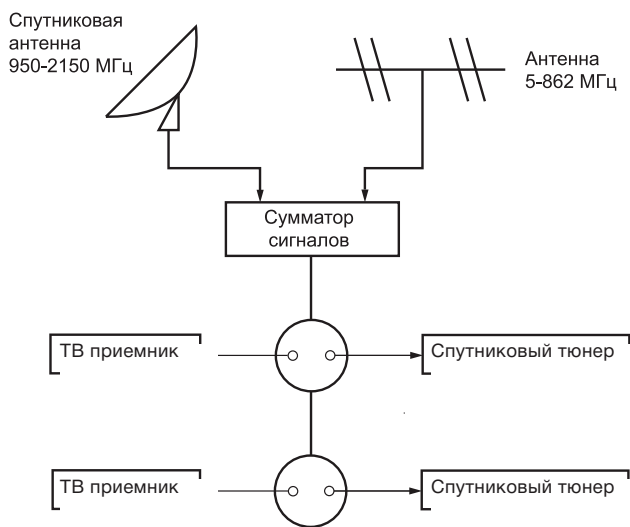 Спутниковая
антенна
950-2150 МГц
Антенна
5-862 МГц
Сумматор
сигналов
ТВ приемник
Спутниковый тюнер
ТВ приемник
Спутниковый тюнер